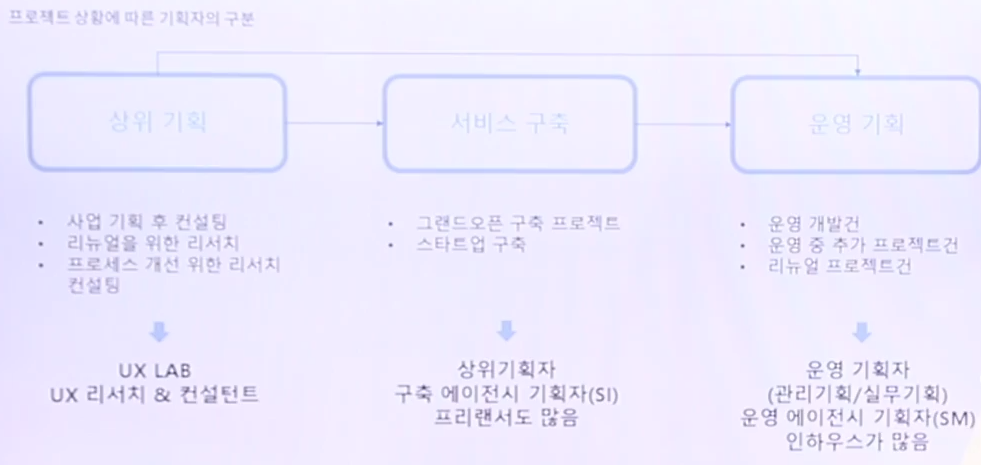 프로젝트 상황에 따른 기획자의 구분
상위 기획
서비스 구축
운영 기획
• 사업 기획 후 컨설팅
• 리뉴얼을 위한 리서치
• 프로세스 개선 위한 리서치
컨설팅
• 그랜드오픈 구축 프로젝트
• 스타트업 구축
• 운영 개발건
• 운영 중 추가 프로젝트건
• 리뉴얼 프로젝트건
UX LAB
UX 리서치 & 컨설턴트
상위기획자
구축 에이전시 기획자(SI)
프리랜서도 많음
운영 기획자
(관리기획/실무기획)
운영 에이전시 기획자(SM)
인하우스가 많음